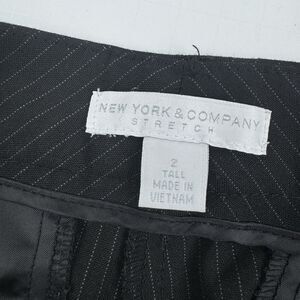 NEW YORK & COMPANY
STRETCH
2
TALL
MADE IN
VIETNAM